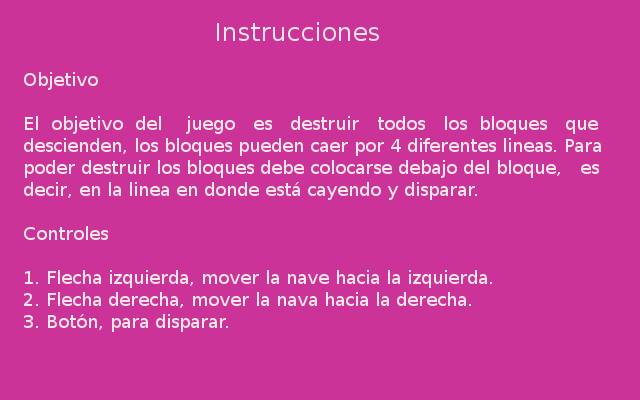 Instrucciones
Objetivo
El objetivo del juego es destruir todos los bloques que
descienden, los bloques pueden caer por 4 diferentes lineas. Para
poder destruir los bloques debe colocarse debajo del bloque, es
decir, en la linea en donde está cayendo y disparar.
Controles
1. Flecha izquierda, mover la nave hacia la izquierda.
2. Flecha derecha, mover la nava hacia la derecha.
3. Botón, para disparar.